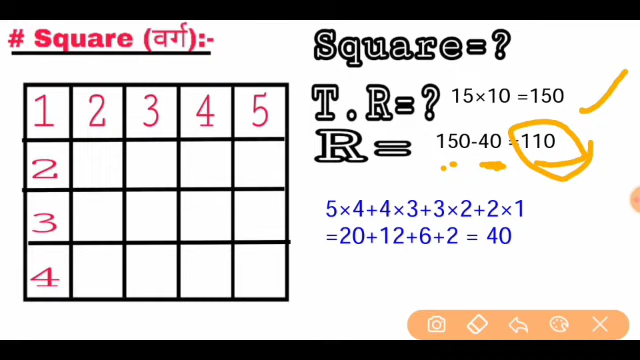 # Square (वर्ग):-
Square=?
T.R=? 15×10 =150
R= 150-40 =110
1 2 3 4 5
2
3
4
5×4+4×3+3×2+2×1
=20+12+6+2 = 40